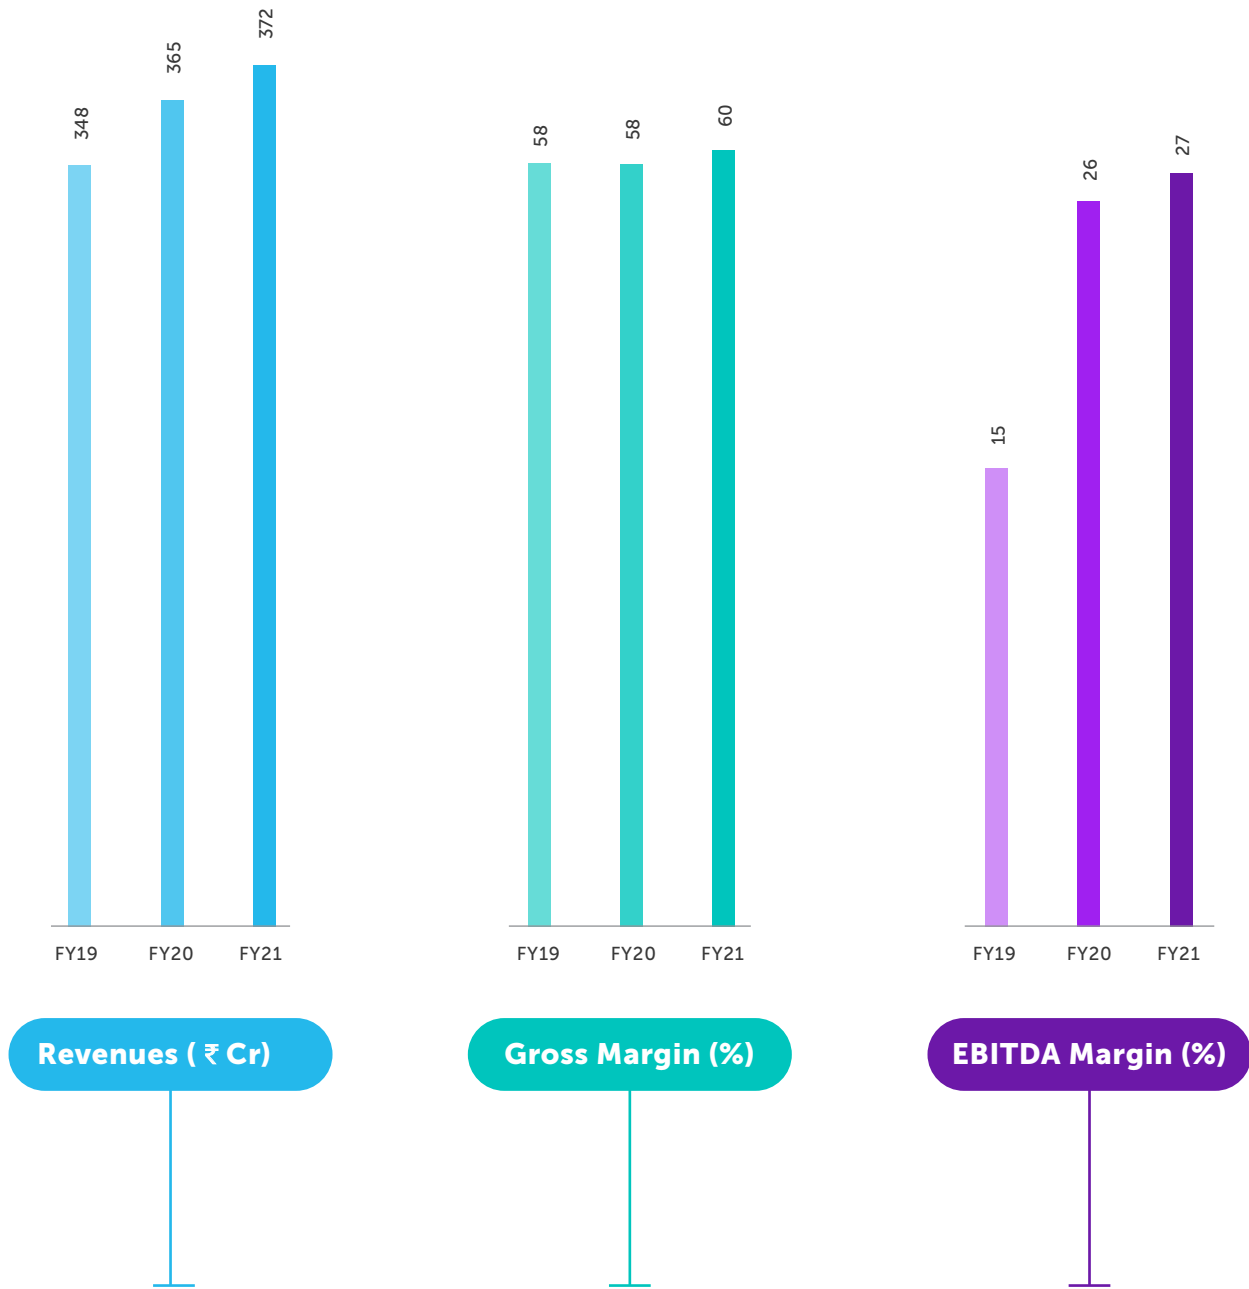 348
365
372
FY19
FY20
FY21
Revenues ( ₹ Cr)
58
58
60
FY19
FY20
FY21
Gross Margin (%)
15
26
27
FY19
FY20
FY21
EBITDA Margin (%)